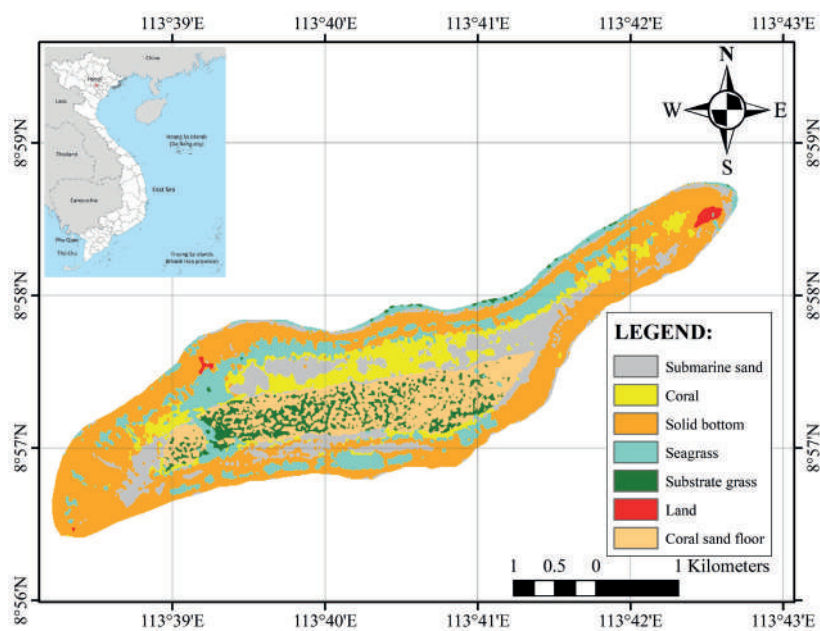 113°39'E 113°40'E 113°41'E 113°42'E 113°43'E
8°59'N
8°58'N
8°57'N
8°56'N
China
Hanoi
Laos
Thailand
Cambodia
East Sea
Phu Quoc
Tho Chu
N
W E
S
LEGEND:
Submarine sand
Coral
Solid bottom
Seagrass
Substrate grass
Land
Coral sand floor
1 0.5 0 1 Kilometers
8°59'N
8°58'N
8°57'N
8°56'N
113°39'E 113°40'E 113°41'E 113°42'E 113°43'E